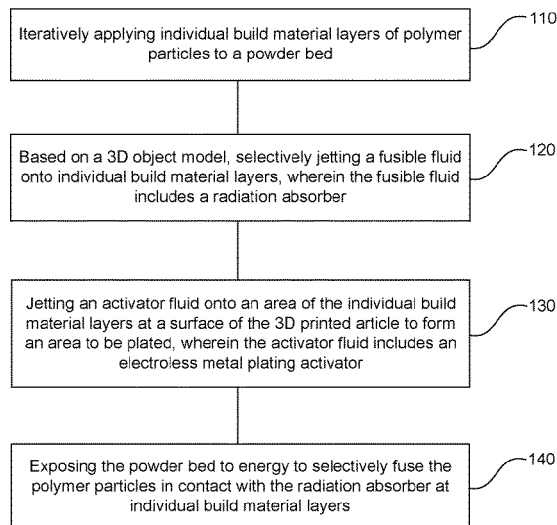 Iteratively applying individual build material layers of polymer
particles to a powder bed
110
Based on a 3D object model, selectively jetting a fusible fluid
onto individual build material layers, wherein the fusible fluid
includes a radiation absorber
120
Jetting an activator fluid onto an area of the individual build
material layers at a surface of the 3D printed article to form
an area to be plated, wherein the activator fluid includes an
electroless metal plating activator
130
Exposing the powder bed to energy to selectively fuse the
polymer particles in contact with the radiation absorber at
individual build material layers
140